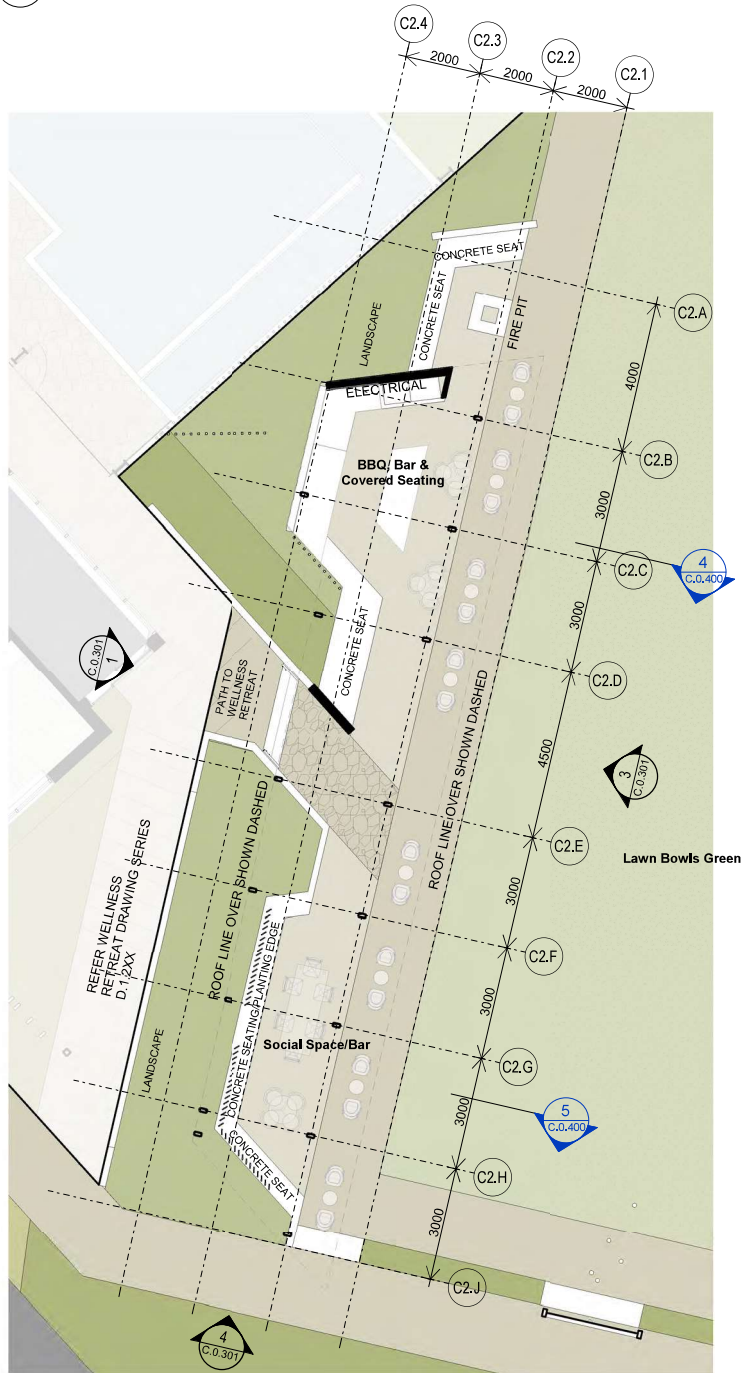 C2.4
C2.3
C2.2
C2.1
2000
2000
2000
CONCRETE SEAT
CONCRETE SEAT
LANDSCAPE
FIRE PIT
C2.A
4000
ELECTRICAL
BBQ, Bar &
Covered Seating
C2.B
3000
C2.C
4
C.0.400
3000
CONCRETE SEAT
C2.D
1
C.0.301
PATH TO
WELLNESS
RETREAT
ROOF LINE OVER SHOWN DASHED
4500
3
C.0.301
ROOF LINE OVER SHOWN DASHED
C2.E
Lawn Bowls Green
REFER WELLNESS
RETREAT DRAWING SERIES
D.1.2XX
3000
C2.F
CONCRETE SEATING/PLANTING EDGE
3000
Social Space/Bar
LANDSCAPE
C2.G
3000
5
C.0.400
CONCRETE SEAT
C2.H
3000
C2.J
4
C.0.301